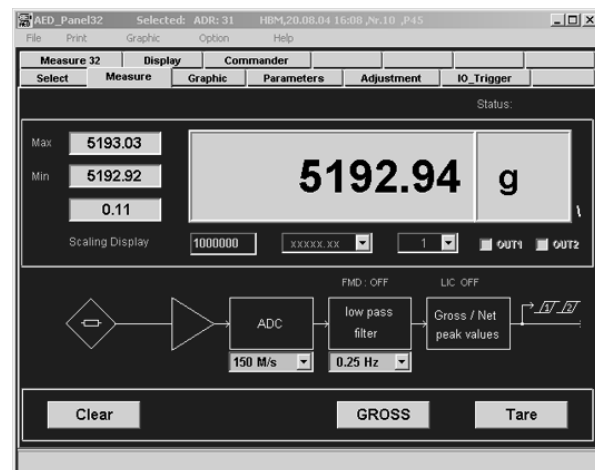 AED_Panel32 Selected: ADR: 31 HBM,20.08.04 16:08 ,Nr.10 ,P45
File Print Graphic Option Help
Measure 32 Display Commander
Select Measure Graphic Parameters Adjustment IO_Trigger
Status:
Max 5193.03
Min 5192.92
5192.94 g
0.11
Scaling Display 1000000 xxxxx.xx 1 OUT1 OUT2
FMD : OFF LIC OFF
ADC
low pass filter
Gross / Net peak values
1 2
150 M/s 0.25 Hz
Clear GROSS Tare